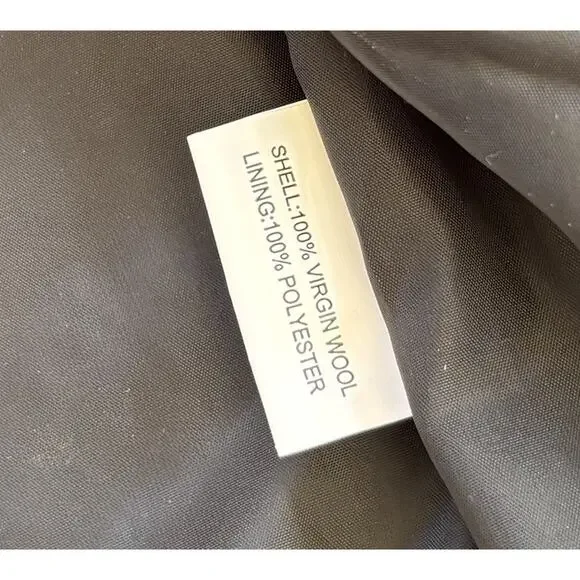 SHELL:100% VIRGIN WOOL
LINING:100% POLYESTER